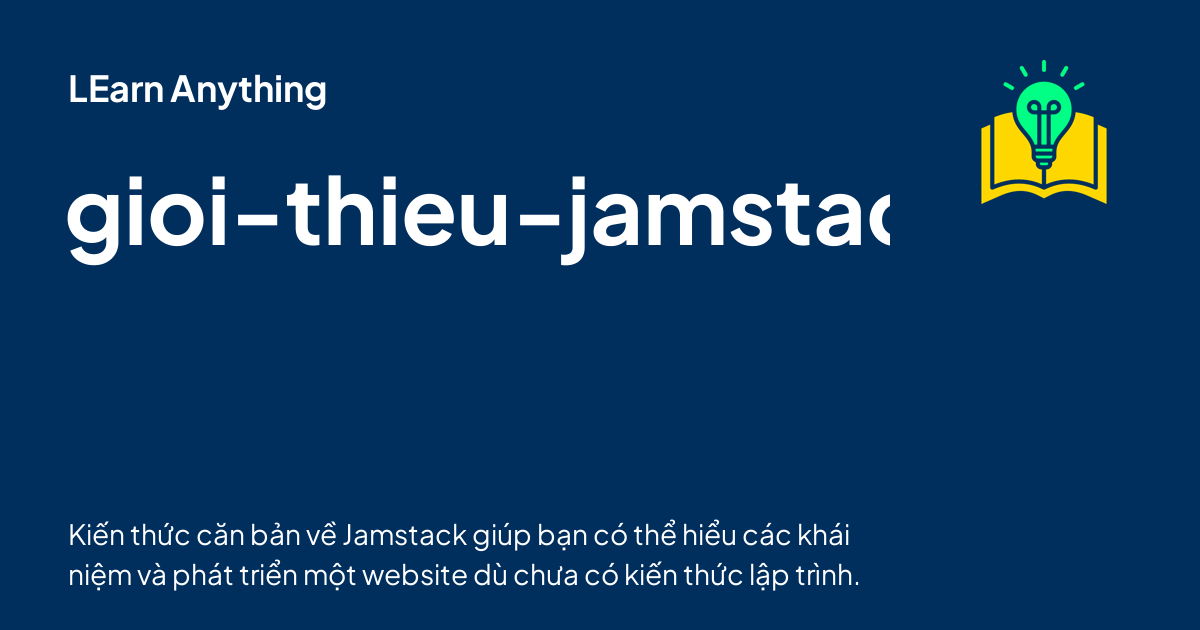 LEarn Anything
gioi-thieu-jamstac
Kiến thức căn bản về Jamstack giúp bạn có thể hiểu các khái
niệm và phát triển một website dù chưa có kiến thức lập trình.